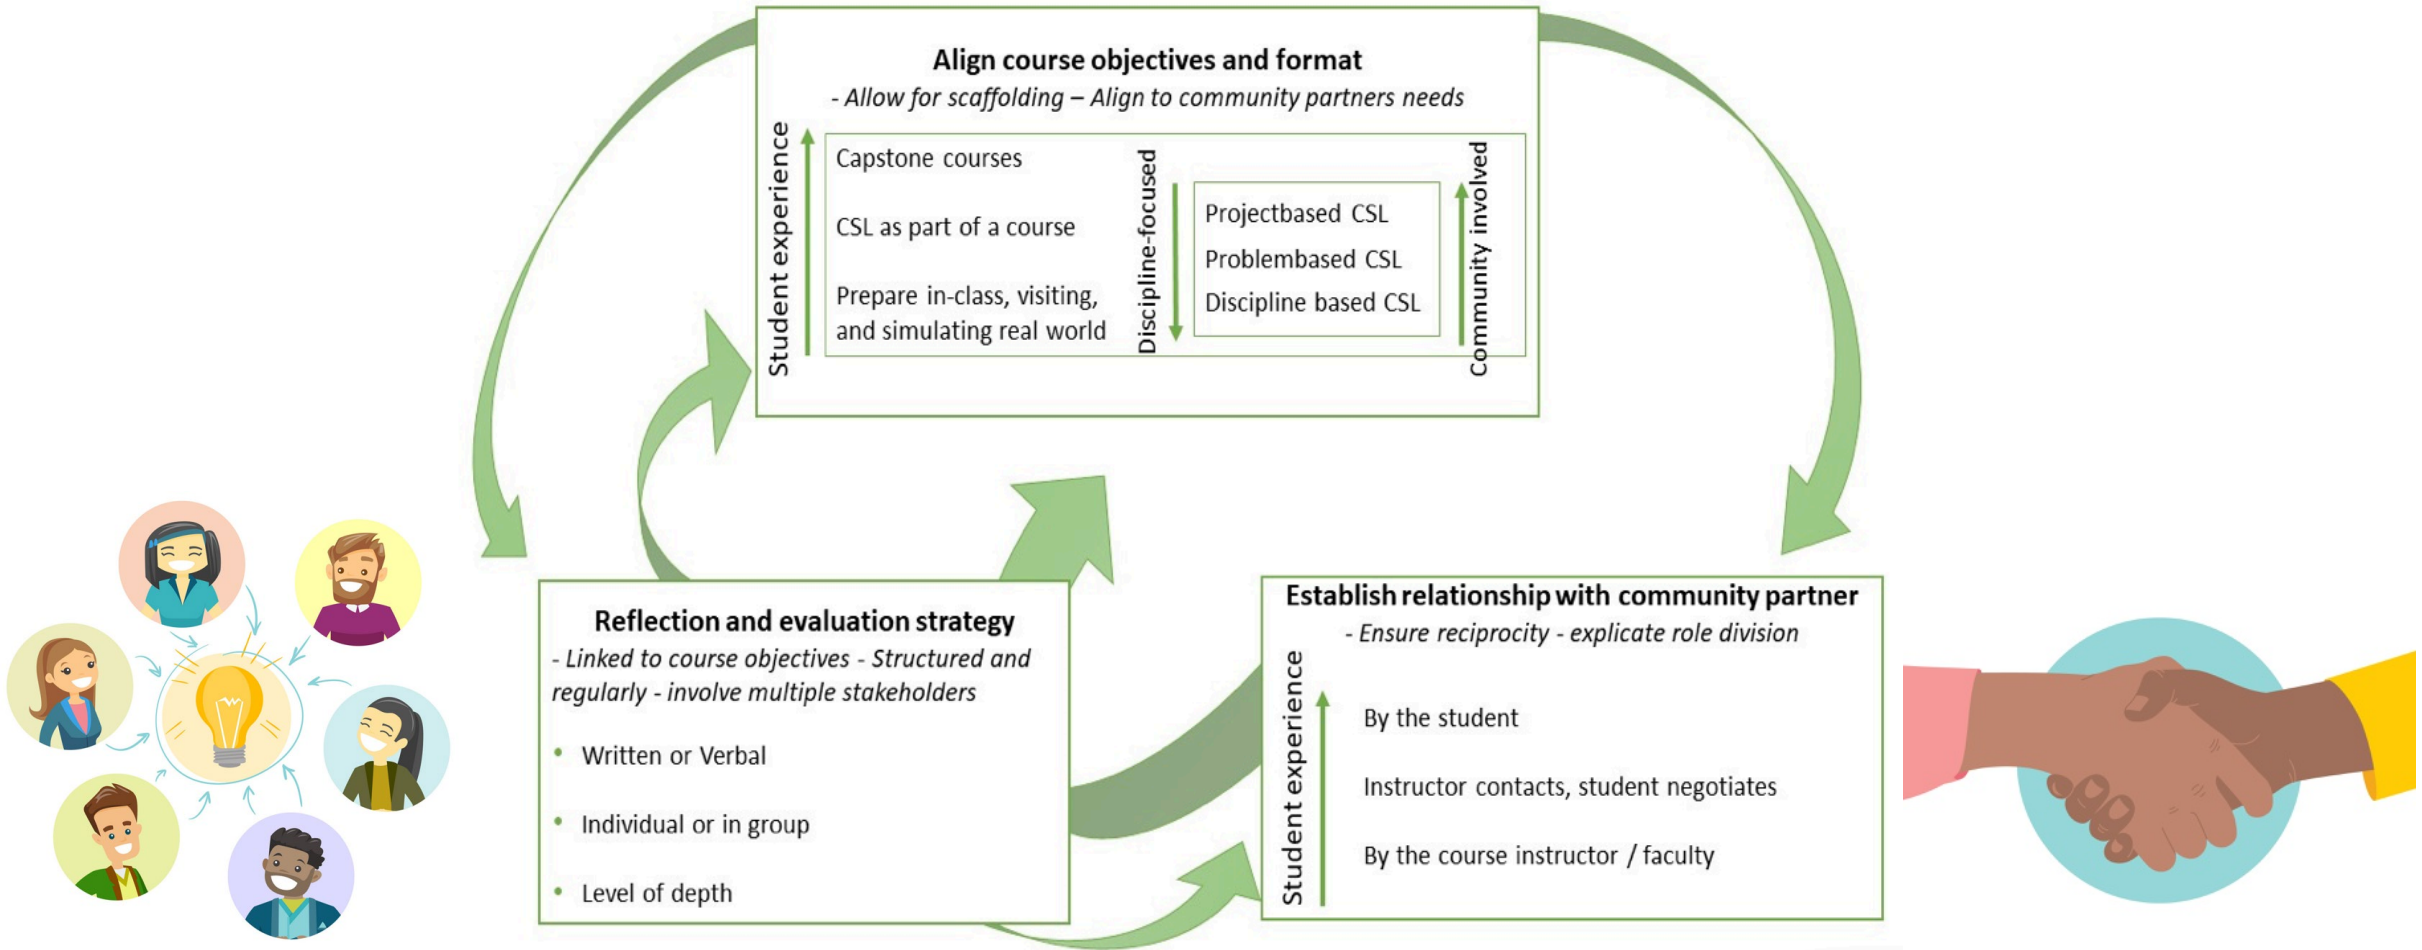 Align course objectives and format
- Allow for scaffolding – Align to community partners needs
Student experience
Capstone courses
CSL as part of a course
Prepare in-class, visiting,
and simulating real world
Discipline-focused
Projectbased CSL
Problembased CSL
Discipline based CSL
Community involved
Reflection and evaluation strategy
- Linked to course objectives - Structured and
regularly - involve multiple stakeholders
• Written or Verbal
• Individual or in group
• Level of depth
Establish relationship with community partner
- Ensure reciprocity - explicate role division
Student experience
By the student
Instructor contacts, student negotiates
By the course instructor / faculty